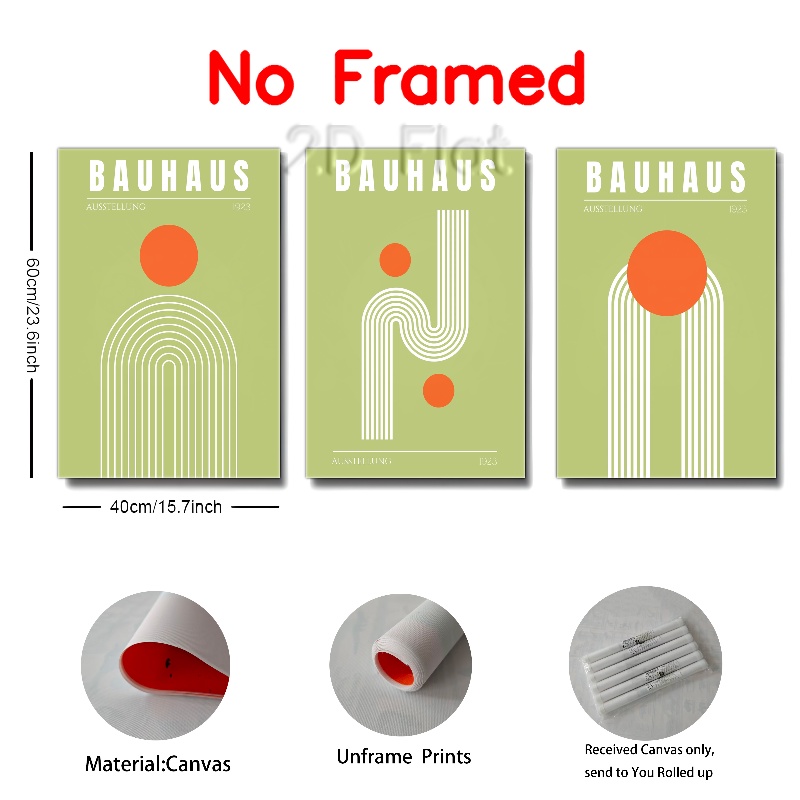 No Framed
2D Flat
BAUHAUS
AUSSTELLUNG 1923
BAUHAUS
AUSSTELLUNG 1923
BAUHAUS
AUSSTELLUNG 1923
60cm/23.6inch
40cm/15.7inch
Material:Canvas
Unframe Prints
Received Canvas only,
send to You Rolled up